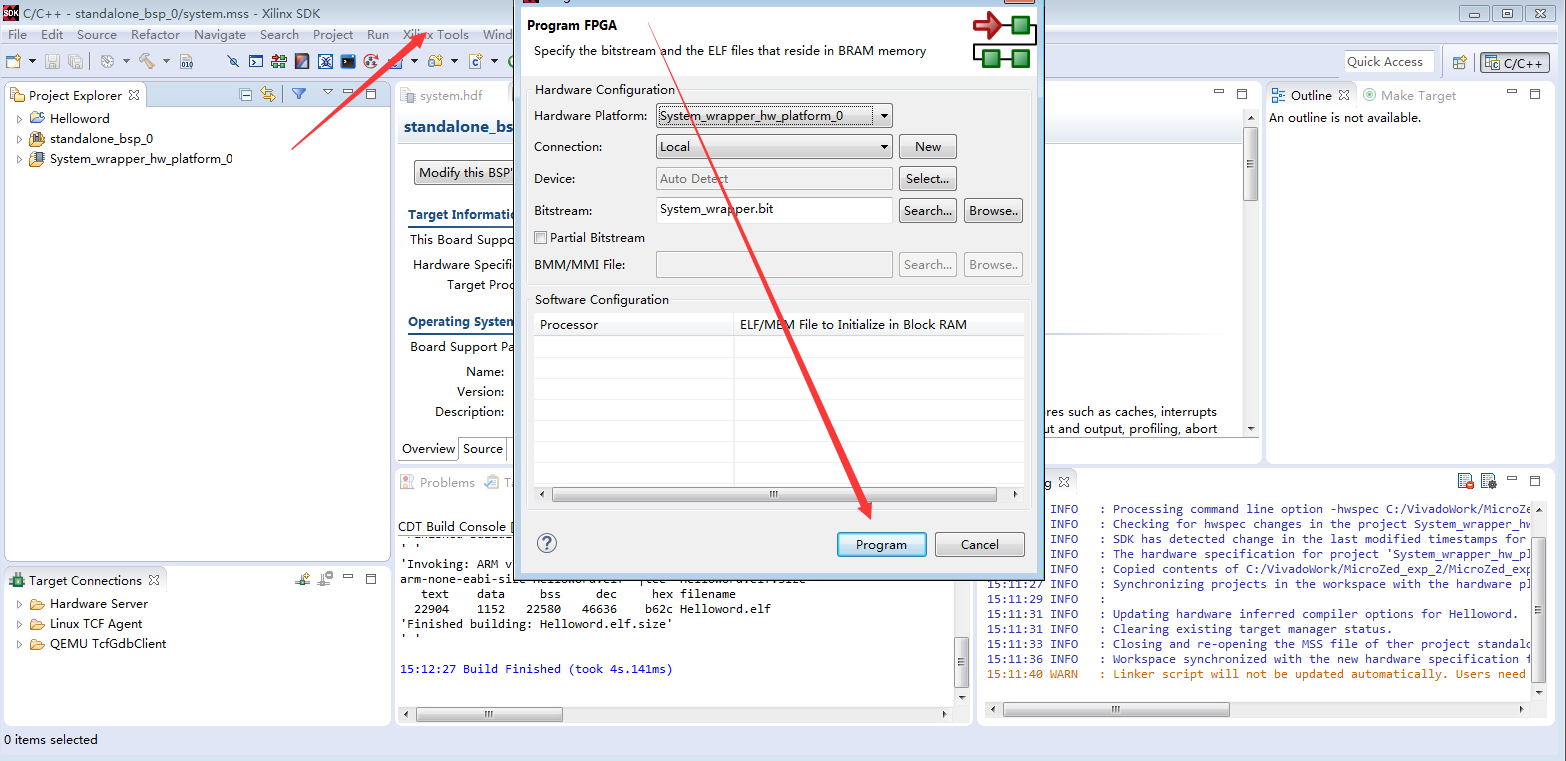 C/C++ - standalone_bsp_0/system.mss - Xilinx SDK
File Edit Source Refactor Navigate Search Project Run Xilinx Tools Wind
Quick Access
C/C++
Project Explorer
Helloword
standalone_bsp_0
System_wrapper_hw_platform_0
Target Connections
Hardware Server
Linux TCF Agent
QEMU TcfGdbClient
0 items selected
system.hdf
standalone_bs
Modify this BSP'
Target Informatio
This Board Suppo
Hardware Specifi
Target Proc
Operating System
Board Support Pa
Name:
Version:
Description:
Overview Source
Program FPGA
Specify the bitstream and the ELF files that reside in BRAM memory
Hardware Configuration
Hardware Platform: System_wrapper_hw_platform_0
Connection: Local New
Device: Auto Detect Select...
Bitstream: System_wrapper.bit Search... Browse..
Partial Bitstream
BMM/MMI File: Search... Browse..
Software Configuration
Processor ELF/MEM File to Initialize in Block RAM
Program Cancel
res such as caches, interrupts
ut and output, profiling, abort
Outline Make Target
An outline is not available.
Problems Ta
CDT Build Console [
' '
'Invoking: ARM v
arm-none-eabi-size Helloword.elf |tee "Helloword.elf.size"
text data bss dec hex filename
22904 1152 22580 46636 b62c Helloword.elf
'Finished building: Helloword.elf.size'
' '
15:12:27 Build Finished (took 4s.141ms)
g
INFO : Processing command line option -hwspec C:/VivadoWork/MicroZe
INFO : Checking for hwspec changes in the project System_wrapper_hw
INFO : SDK has detected change in the last modified timestamps for
INFO : The hardware specification for project 'System_wrapper_hw_pl
INFO : Copied contents of C:/VivadoWork/MicroZed_exp_2/MicroZed_exp
15:11:27 INFO : Synchronizing projects in the workspace with the hardware pl
15:11:29 INFO :
15:11:31 INFO : Updating hardware inferred compiler options for Helloword.
15:11:31 INFO : Clearing existing target manager status.
15:11:33 INFO : Closing and re-opening the MSS file of ther project standalo
15:11:36 INFO : Workspace synchronized with the new hardware specification f
15:11:40 WARN : Linker script will not be updated automatically. Users need